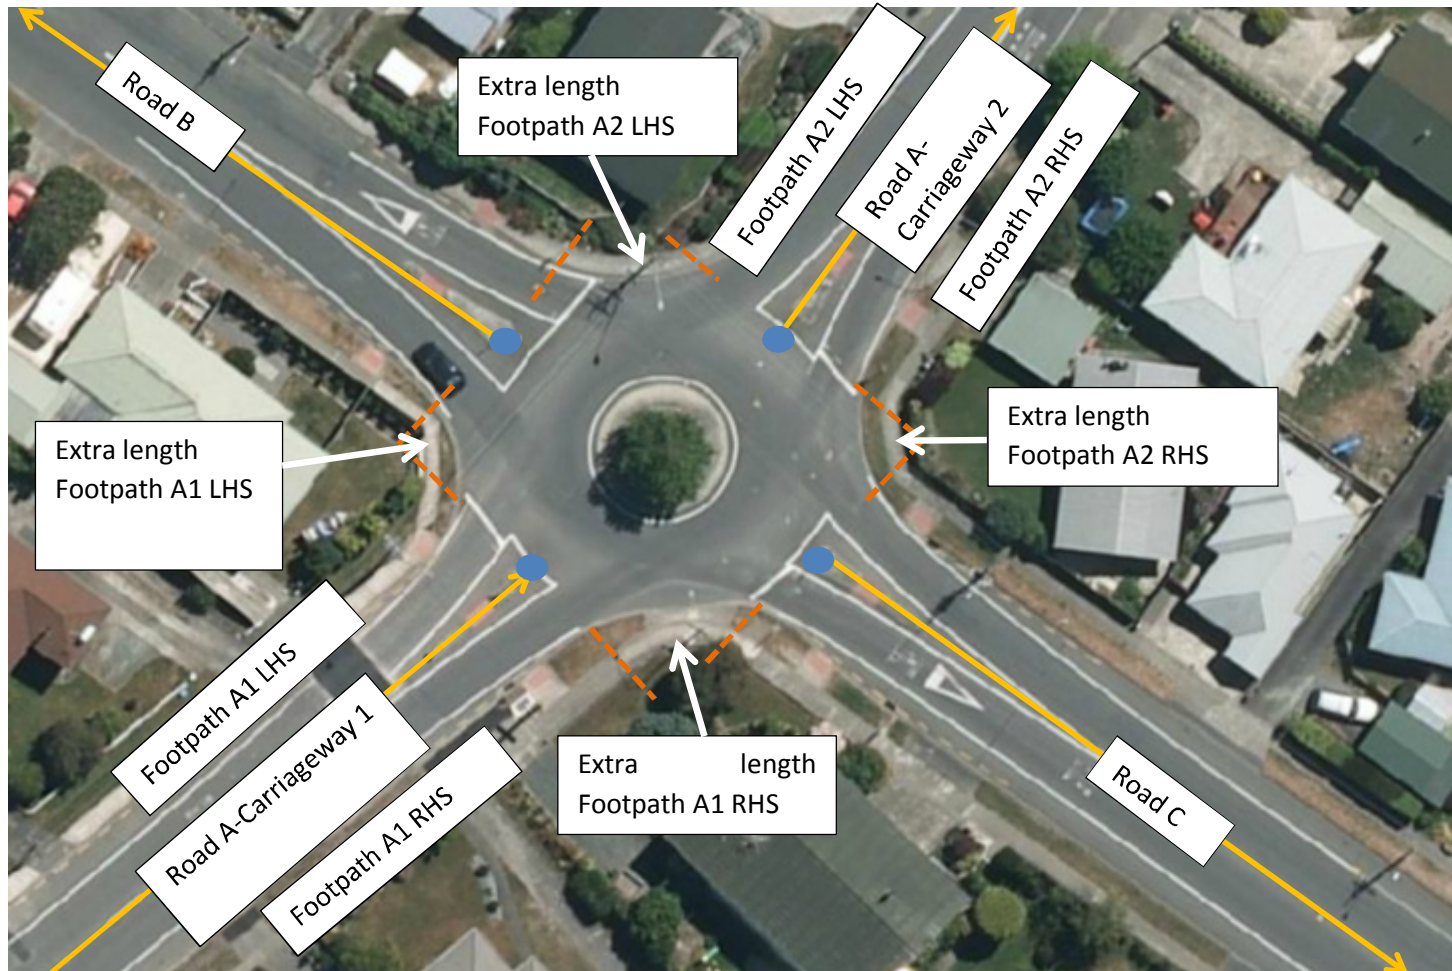 Road B
Extra length
Footpath A2 LHS
Footpath A2 LHS
Road A-
Carriageway 2
Footpath A2 RHS
Extra length
Footpath A1 LHS
Extra length
Footpath A2 RHS
Footpath A1 LHS
Road A-Carriageway 1
Footpath A1 RHS
Extra length
Footpath A1 RHS
Road C